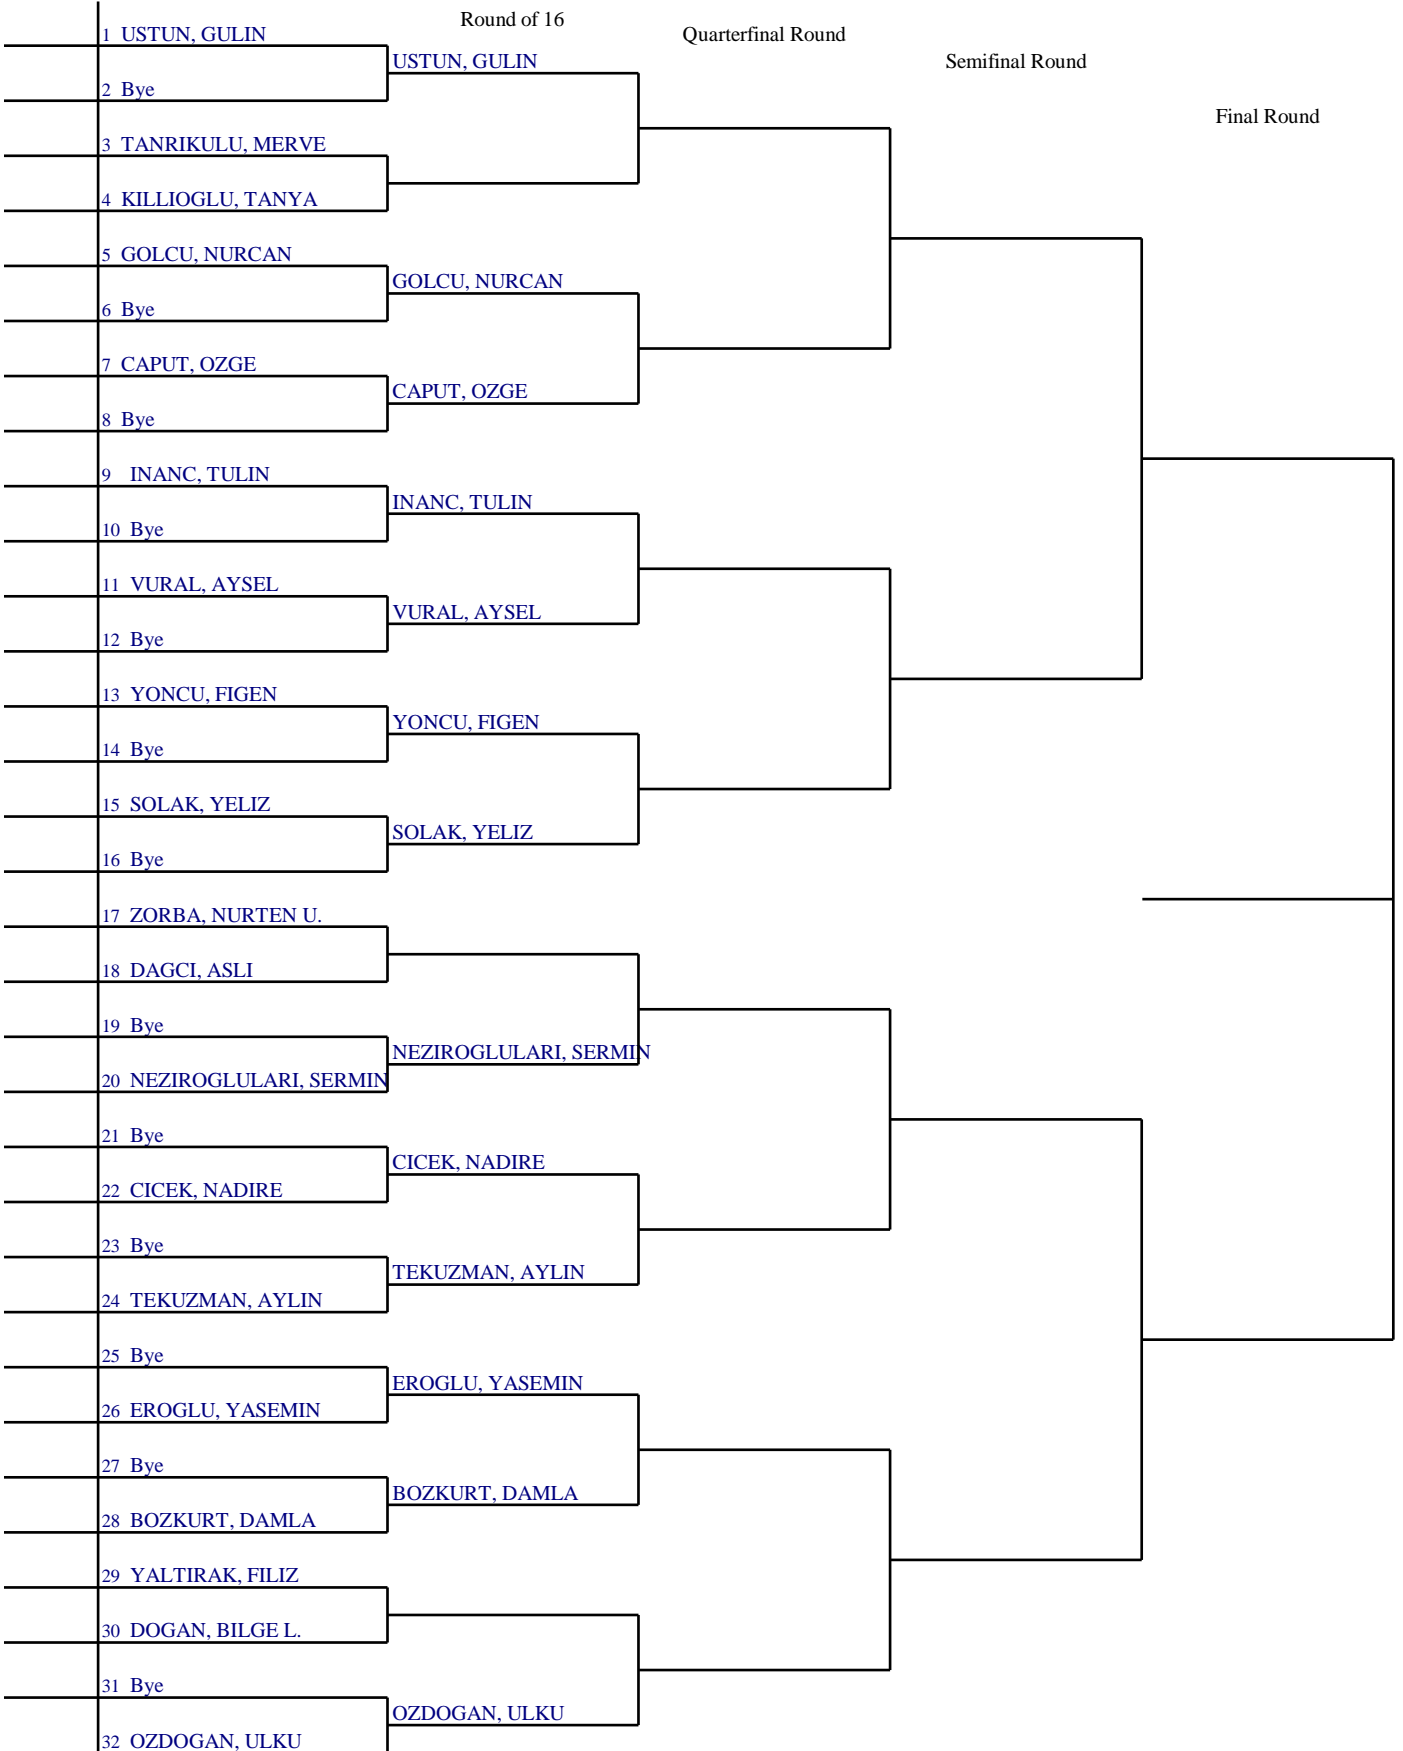 Round of 16
Quarterfinal Round
Semifinal Round
Final Round
1 USTUN, GULIN
USTUN, GULIN
2 Bye
3 TANRIKULU, MERVE
4 KILLIOGLU, TANYA
5 GOLCU, NURCAN
GOLCU, NURCAN
6 Bye
7 CAPUT, OZGE
CAPUT, OZGE
8 Bye
9 INANC, TULIN
INANC, TULIN
10 Bye
11 VURAL, AYSEL
VURAL, AYSEL
12 Bye
13 YONCU, FIGEN
YONCU, FIGEN
14 Bye
15 SOLAK, YELIZ
SOLAK, YELIZ
16 Bye
17 ZORBA, NURTEN U.
18 DAGCI, ASLI
19 Bye
NEZIROGLULARI, SERMIN
20 NEZIROGLULARI, SERMIN
21 Bye
CICEK, NADIRE
22 CICEK, NADIRE
23 Bye
TEKUZMAN, AYLIN
24 TEKUZMAN, AYLIN
25 Bye
EROGLU, YASEMIN
26 EROGLU, YASEMIN
27 Bye
BOZKURT, DAMLA
28 BOZKURT, DAMLA
29 YALTIRAK, FILIZ
30 DOGAN, BILGE L.
31 Bye
OZDOGAN, ULKU
32 OZDOGAN, ULKU